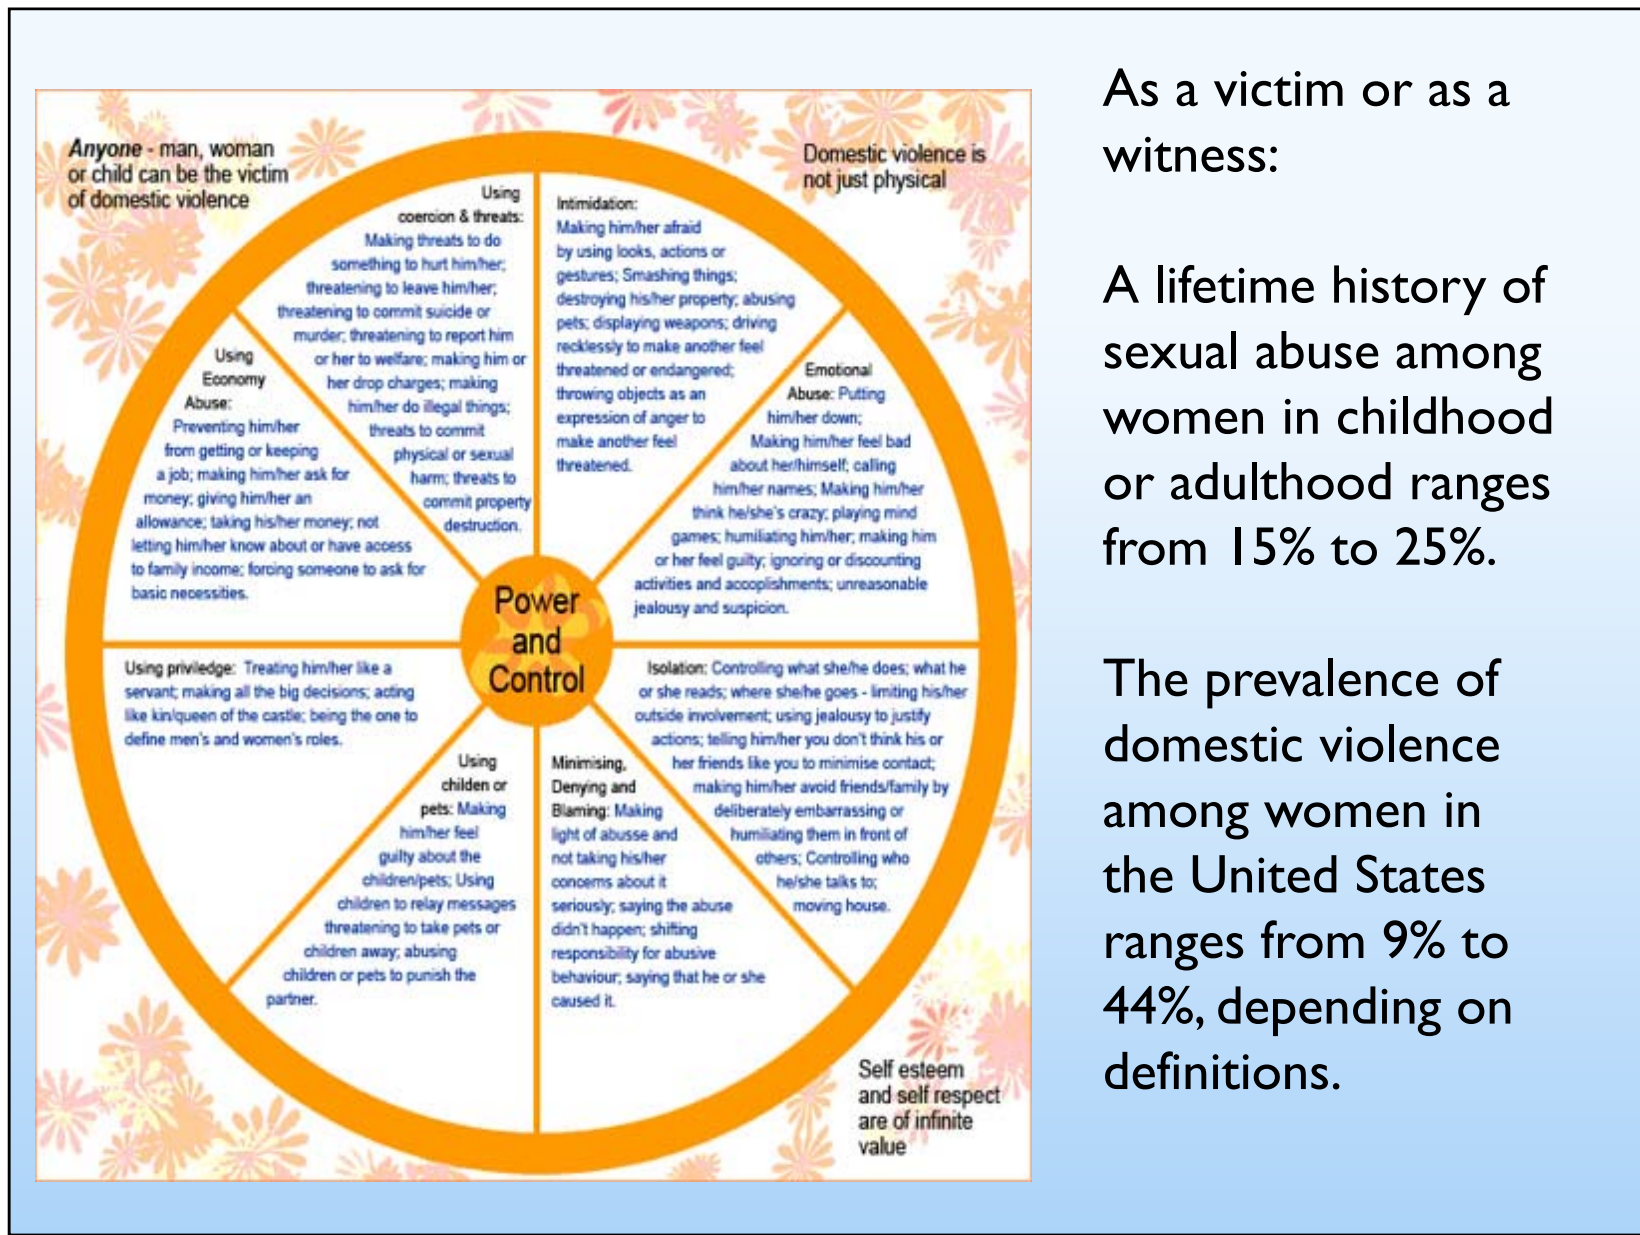 Anyone - man, woman
or child can be the victim
of domestic violence
Domestic violence is
not just physical
Using
coercion & threats:
Making threats to do
something to hurt him/her;
threatening to leave him/her;
threatening to commit suicide or
murder; threatening to report him
or her to welfare; making him or
her drop charges; making
him/her do illegal things;
threats to commit
physical or sexual
harm; threats to
commit property
destruction.
Intimidation:
Making him/her afraid
by using looks, actions or
gestures; Smashing things;
destroying his/her property; abusing
pets; displaying weapons; driving
recklessly to make another feel
threatened or endangered;
throwing objects as an
expression of anger to
make another feel
threatened.
Using
Economy
Abuse:
Preventing him/her
from getting or keeping
a job; making him/her ask for
money; giving him/her an
allowance; taking his/her money; not
letting him/her know about or have access
to family income; forcing someone to ask for
basic necessities.
Emotional
Abuse: Putting
him/her down;
Making him/her feel bad
about her/himself; calling
him/her names; Making him/her
think he/she's crazy; playing mind
games; humiliating him/her; making him
or her feel guilty; ignoring or discounting
activities and accoplishments; unreasonable
jealousy and suspicion.
Power
and
Control
Using priviledge: Treating him/her like a
servant; making all the big decisions; acting
like kin/queen of the castle; being the one to
define men's and women's roles.
Isolation: Controlling what she/he does; what he
or she reads; where she/he goes - limiting his/her
outside involvement; using jealousy to justify
actions; telling him/her you don't think his or
her friends like you to minimise contact;
making him/her avoid friends/family by
deliberately embarrassing or
humiliating them in front of
others; Controlling who
he/she talks to;
moving house.
Using
childen or
pets: Making
him/her feel
guilty about the
children/pets; Using
children to relay messages
threatening to take pets or
children away; abusing
children or pets to punish the
partner.
Minimising,
Denying and
Blaming: Making
light of abusse and
not taking his/her
concerns about it
seriously; saying the abuse
didn't happen; shifting
responsibility for abusive
behaviour; saying that he or she
caused it.
Self esteem
and self respect
are of infinite
value
As a victim or as a
witness:
A lifetime history of
sexual abuse among
women in childhood
or adulthood ranges
from 15% to 25%.
The prevalence of
domestic violence
among women in
the United States
ranges from 9% to
44%, depending on
definitions.